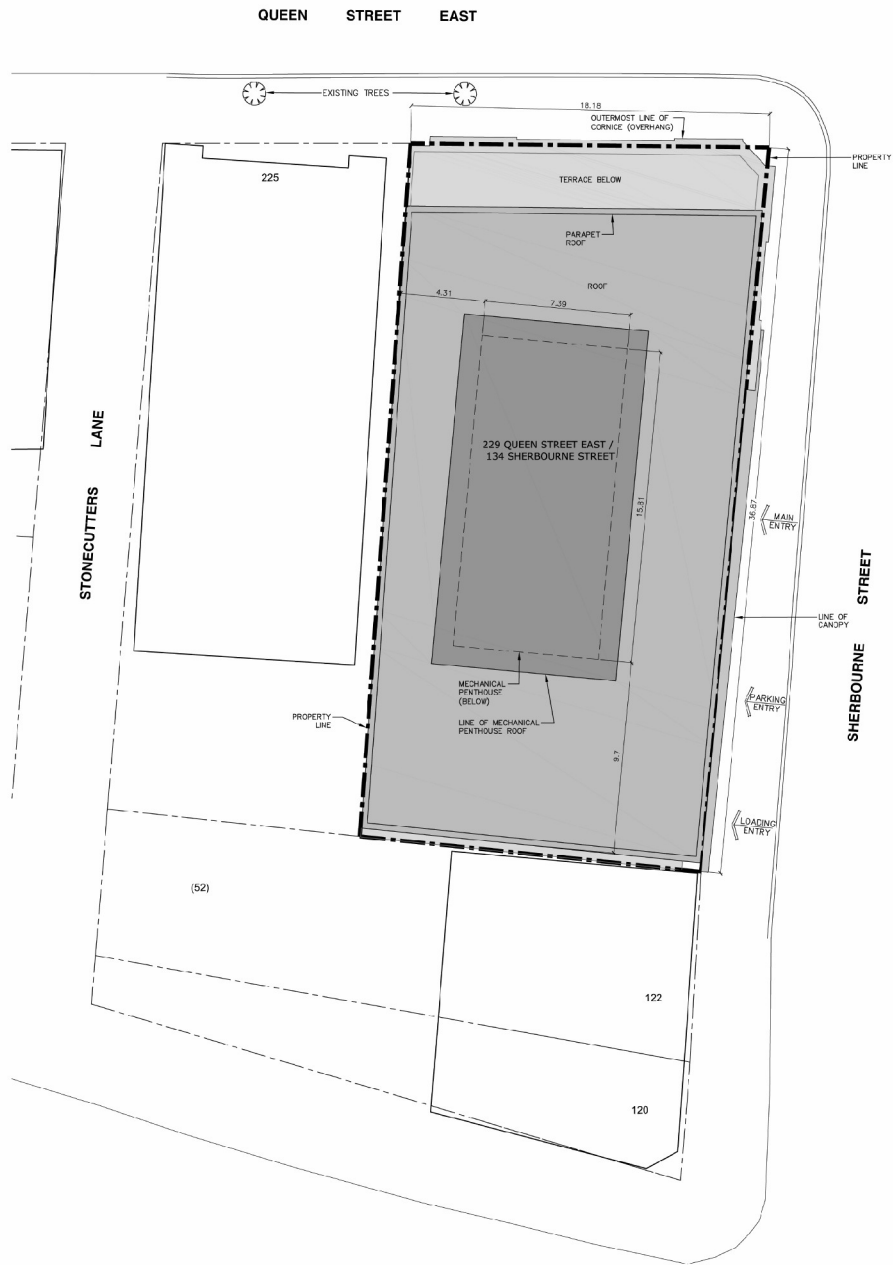 QUEEN STREET EAST
EXISTING TREES
18.18
OUTERMOST LINE OF
CORNICE (OVERHANG)
PROPERTY
LINE
225
TERRACE BELOW
PARAPET
ROOF
ROOF
4.31
7.39
229 QUEEN STREET EAST /
134 SHERBOURNE STREET
STONECUTTERS LANE
15.81
36.87
MAIN
ENTRY
SHERBOURNE STREET
LINE OF
CANOPY
MECHANICAL
PENTHOUSE
(BELOW)
LINE OF MECHANICAL
PENTHOUSE ROOF
PARKING
ENTRY
PROPERTY
LINE
9.7
LOADING
ENTRY
(52)
122
120